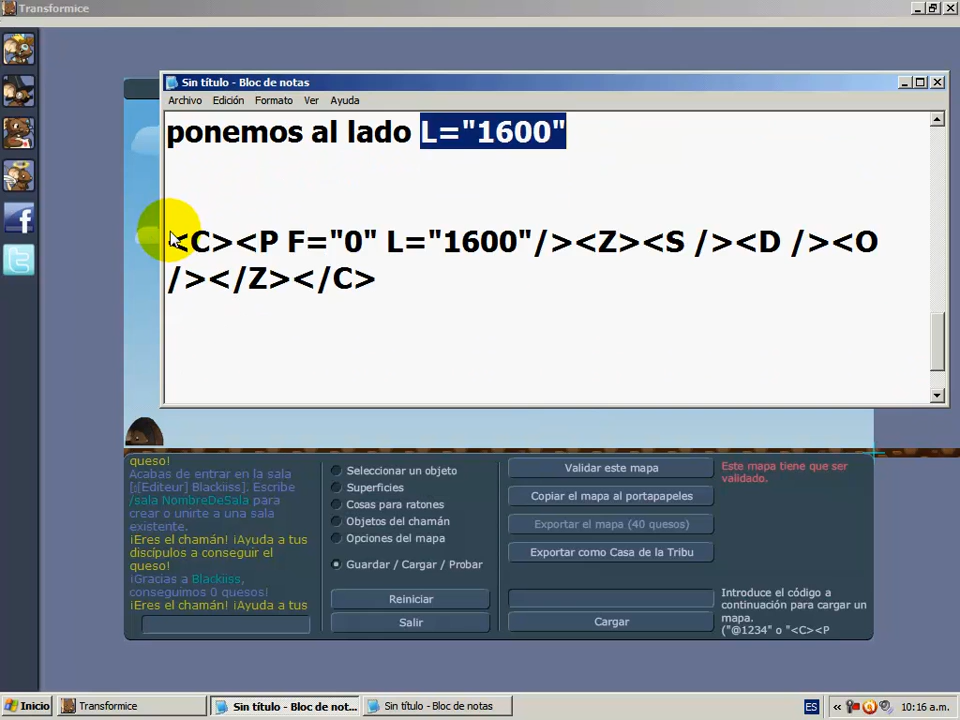 Transformice
Sin título - Bloc de notas
Archivo Edición Formato Ver Ayuda
ponemos al lado L="1600"
<C><P F="0" L="1600"/><Z><S /><D /><O
/></Z></C>
queso!
Acabas de entrar en la sala
[Editeur] Blackiiss]. Escribe
/sala NombreDeSala para
crear o unirte a una sala
existente.
¡Eres el chamán! ¡Ayuda a tus
discípulos a conseguir el
queso!
¡Gracias a Blackiiss,
conseguimos 0 quesos!
¡Eres el chamán! ¡Ayuda a tus
Seleccionar un objeto
Superficies
Cosas para ratones
Objetos del chamán
Opciones del mapa
Guardar / Cargar / Probar
Reiniciar
Salir
Validar este mapa
Copiar el mapa al portapapeles
Exportar el mapa (40 quesos)
Exportar como Casa de la Tribu
Cargar
Este mapa tiene que ser
validado.
Introduce el código a
continuación para cargar un
mapa.
("@1234" o "<C><P
Inicio
Transformice
Sin título - Bloc de not...
Sin título - Bloc de notas
ES
10:16 a.m.